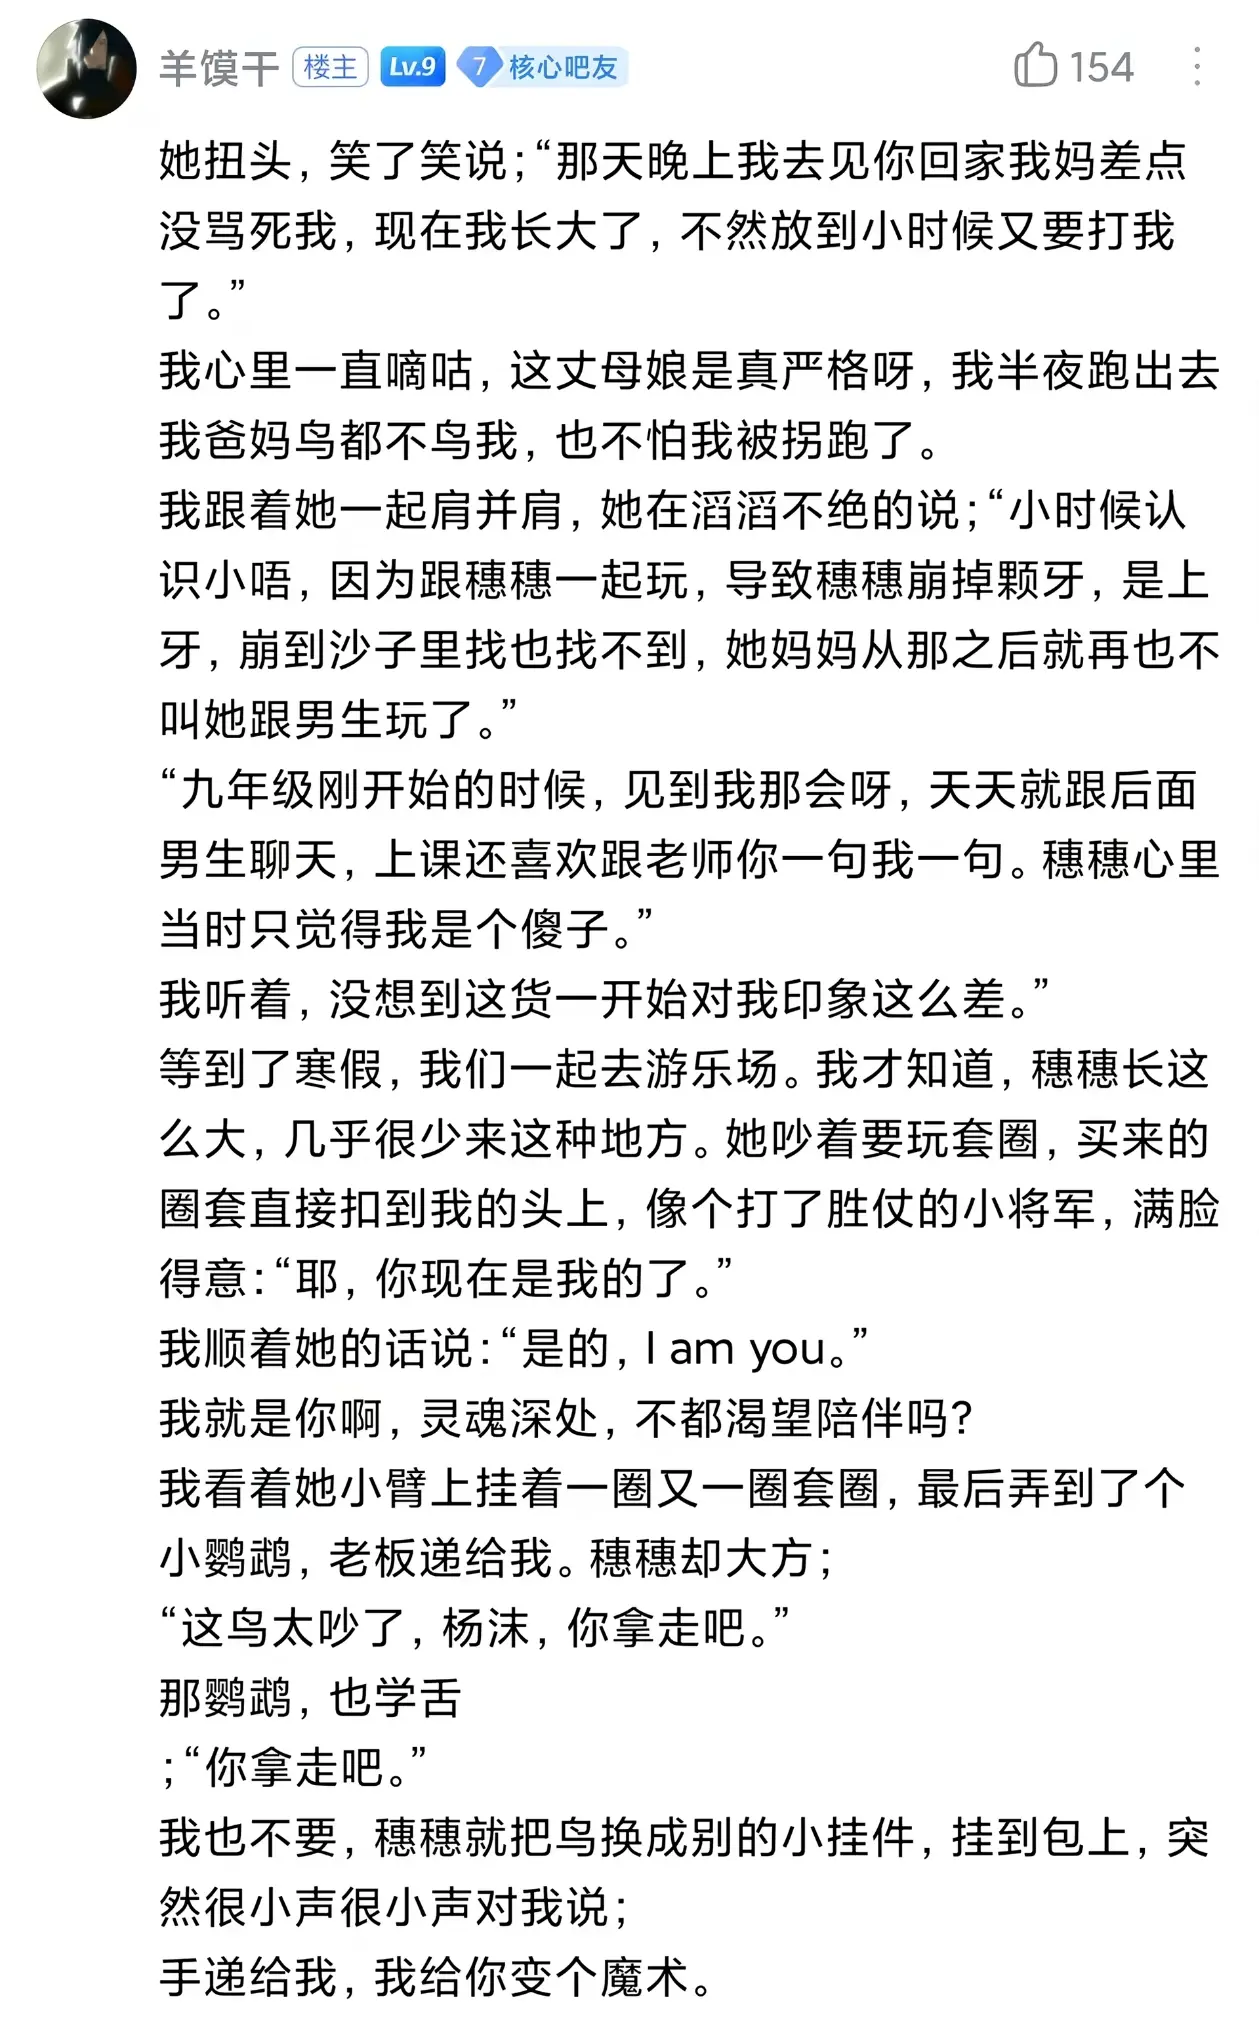 羊馍干 楼主 Lv.9 7 核心吧友 154
她扭头，笑了笑说；“那天晚上我去见你回家我妈差点
没骂死我，现在我长大了，不然放到小时候又要打我
了。”
我心里一直嘀咕，这丈母娘是真严格呀，我半夜跑出去
我爸妈鸟都不鸟我，也不怕我被拐跑了。
我跟着她一起肩并肩，她在滔滔不绝的说；“小时候认
识小唔，因为跟穗穗一起玩，导致穗穗崩掉颗牙，是上
牙，崩到沙子里找也找不到，她妈妈从那之后就再也不
叫她跟男生玩了。”
“九年级刚开始的时候，见到我那会呀，天天就跟后面
男生聊天，上课还喜欢跟老师你一句我一句。穗穗心里
当时只觉得我是个傻子。”
我听着，没想到这货一开始对我印象这么差。”
等到了寒假，我们一起去游乐场。我才知道，穗穗长这
么大，几乎很少来这种地方。她吵着要玩套圈，买来的
圈套直接扣到我的头上，像个打了胜仗的小将军，满脸
得意：“耶，你现在是我的了。”
我顺着她的话说：“是的，I am you。”
我就是你啊，灵魂深处，不都渴望陪伴吗？
我看着她小臂上挂着一圈又一圈套圈，最后弄到了个
小鹦鹉，老板递给我。穗穗却大方；
“这鸟太吵了，杨沫，你拿走吧。”
那鹦鹉，也学舌
；“你拿走吧。”
我也不要，穗穗就把鸟换成别的小挂件，挂到包上，突
然很小声很小声对我说；
手递给我，我给你变个魔术。